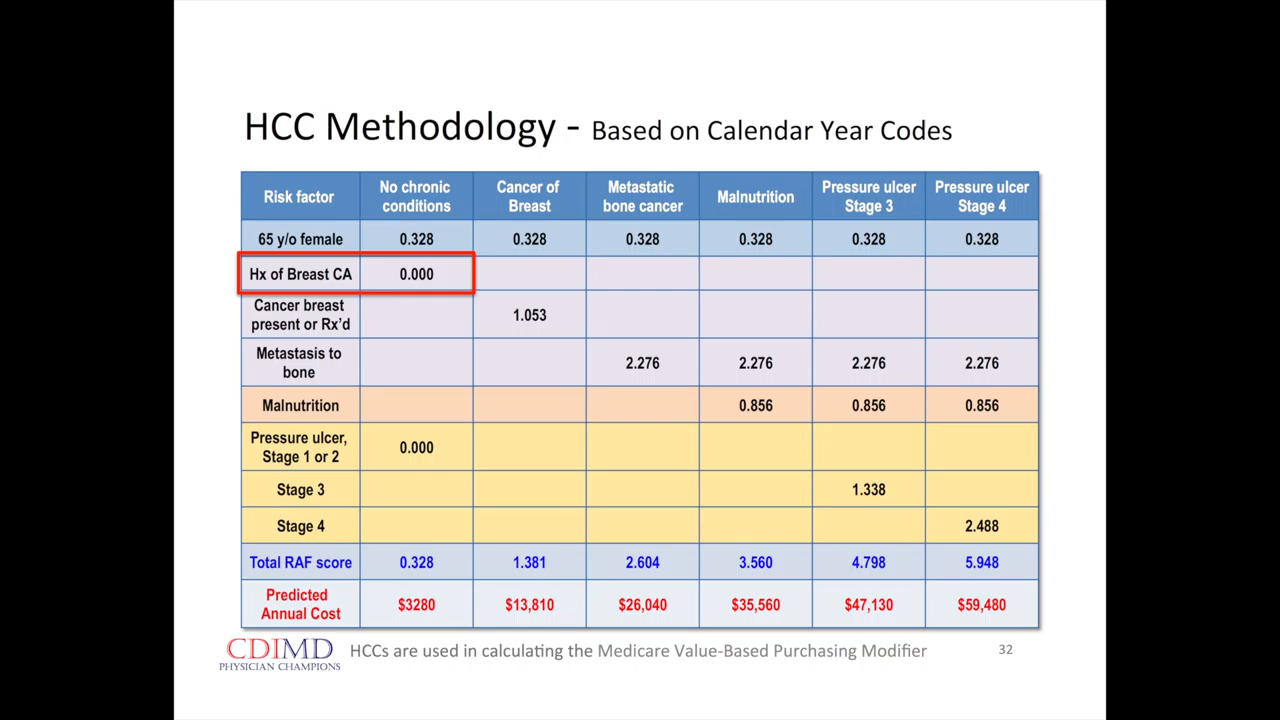 HCC Methodology - Based on Calendar Year Codes
Risk factor No chronic conditions Cancer of Breast Metastatic bone cancer Malnutrition Pressure ulcer Stage 3 Pressure ulcer Stage 4
65 y/o female 0.328 0.328 0.328 0.328 0.328 0.328
Hx of Breast CA 0.000
Cancer breast present or Rx'd 1.053
Metastasis to bone 2.276 2.276 2.276 2.276
Malnutrition 0.856 0.856 0.856
Pressure ulcer, Stage 1 or 2 0.000
Stage 3 1.338
Stage 4 2.488
Total RAF score 0.328 1.381 2.604 3.560 4.798 5.948
Predicted Annual Cost $3280 $13,810 $26,040 $35,560 $47,130 $59,480
CDIMD
PHYSICIAN CHAMPIONS
HCCs are used in calculating the Medicare Value-Based Purchasing Modifier
32